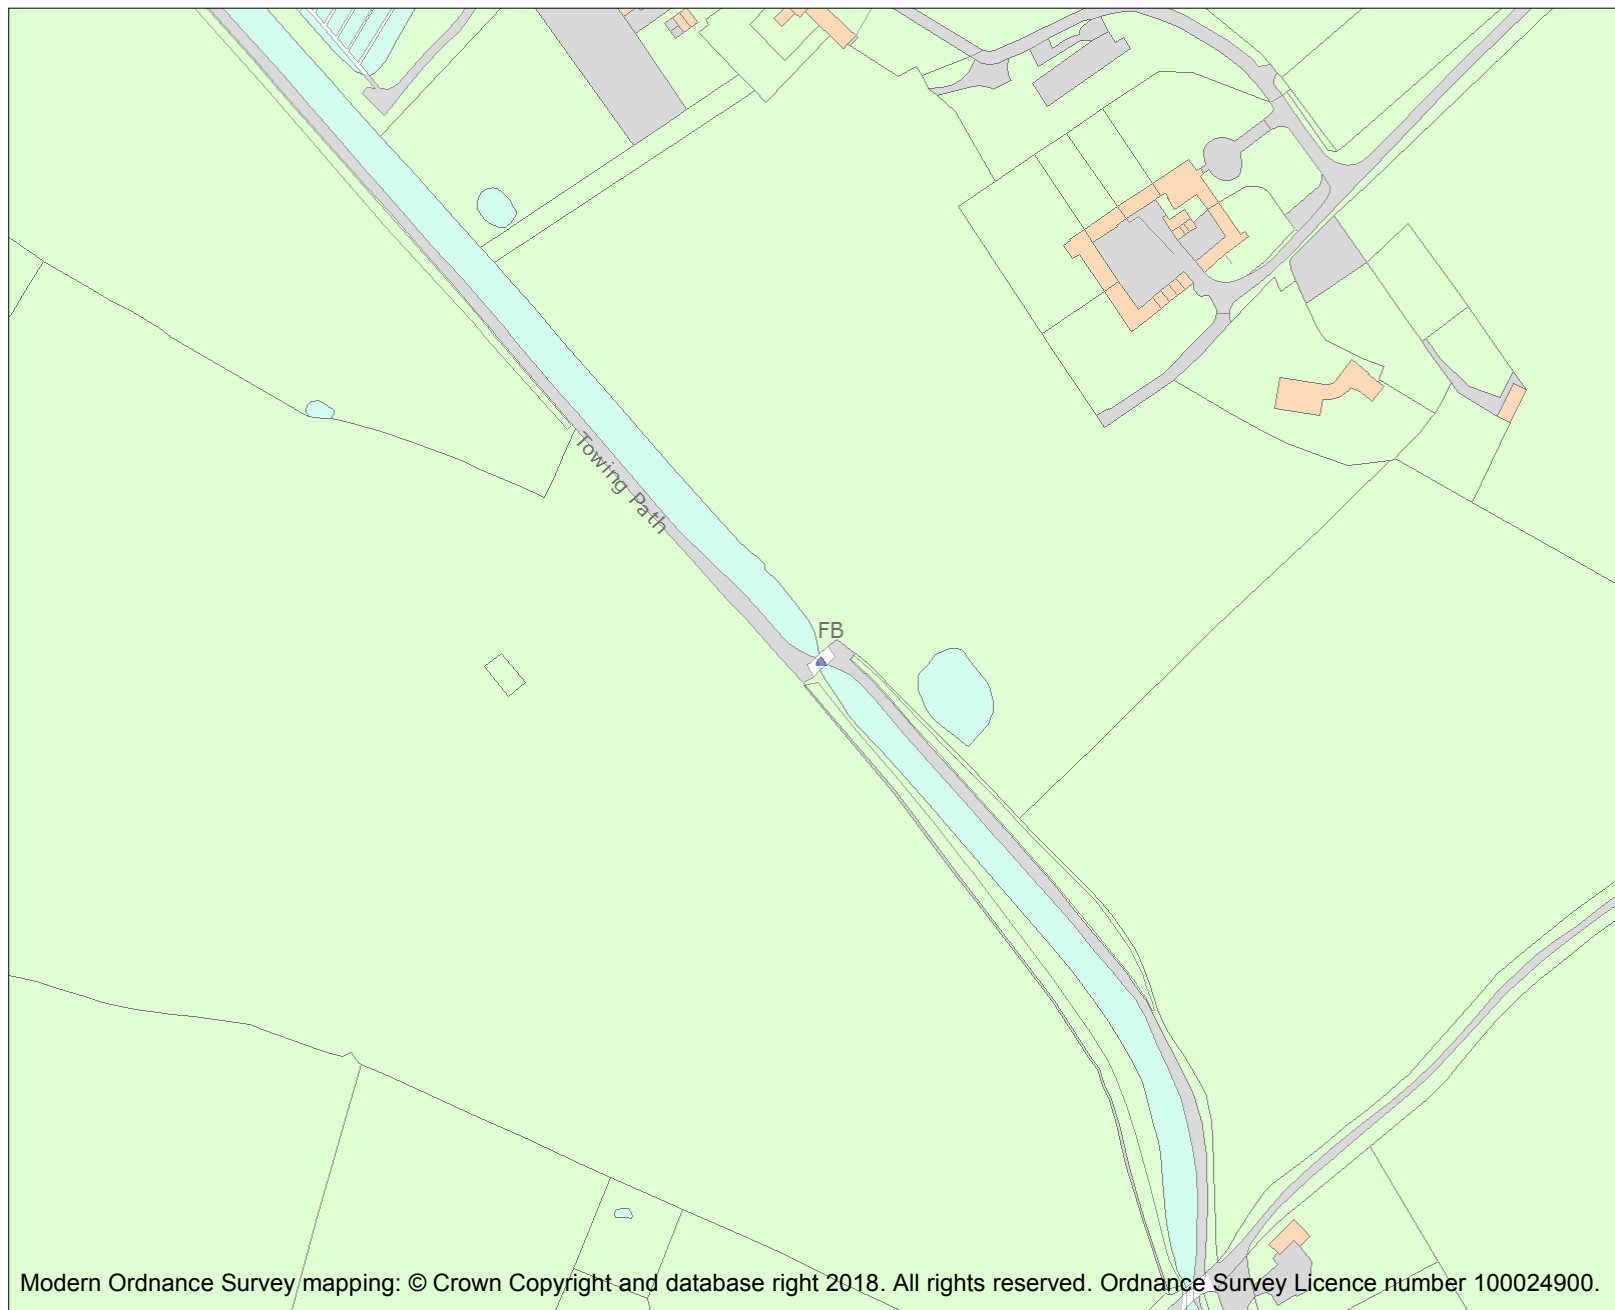 Towing Path
FB
Modern Ordnance Survey mapping: © Crown Copyright and database right 2018. All rights reserved. Ordnance Survey Licence number 100024900.